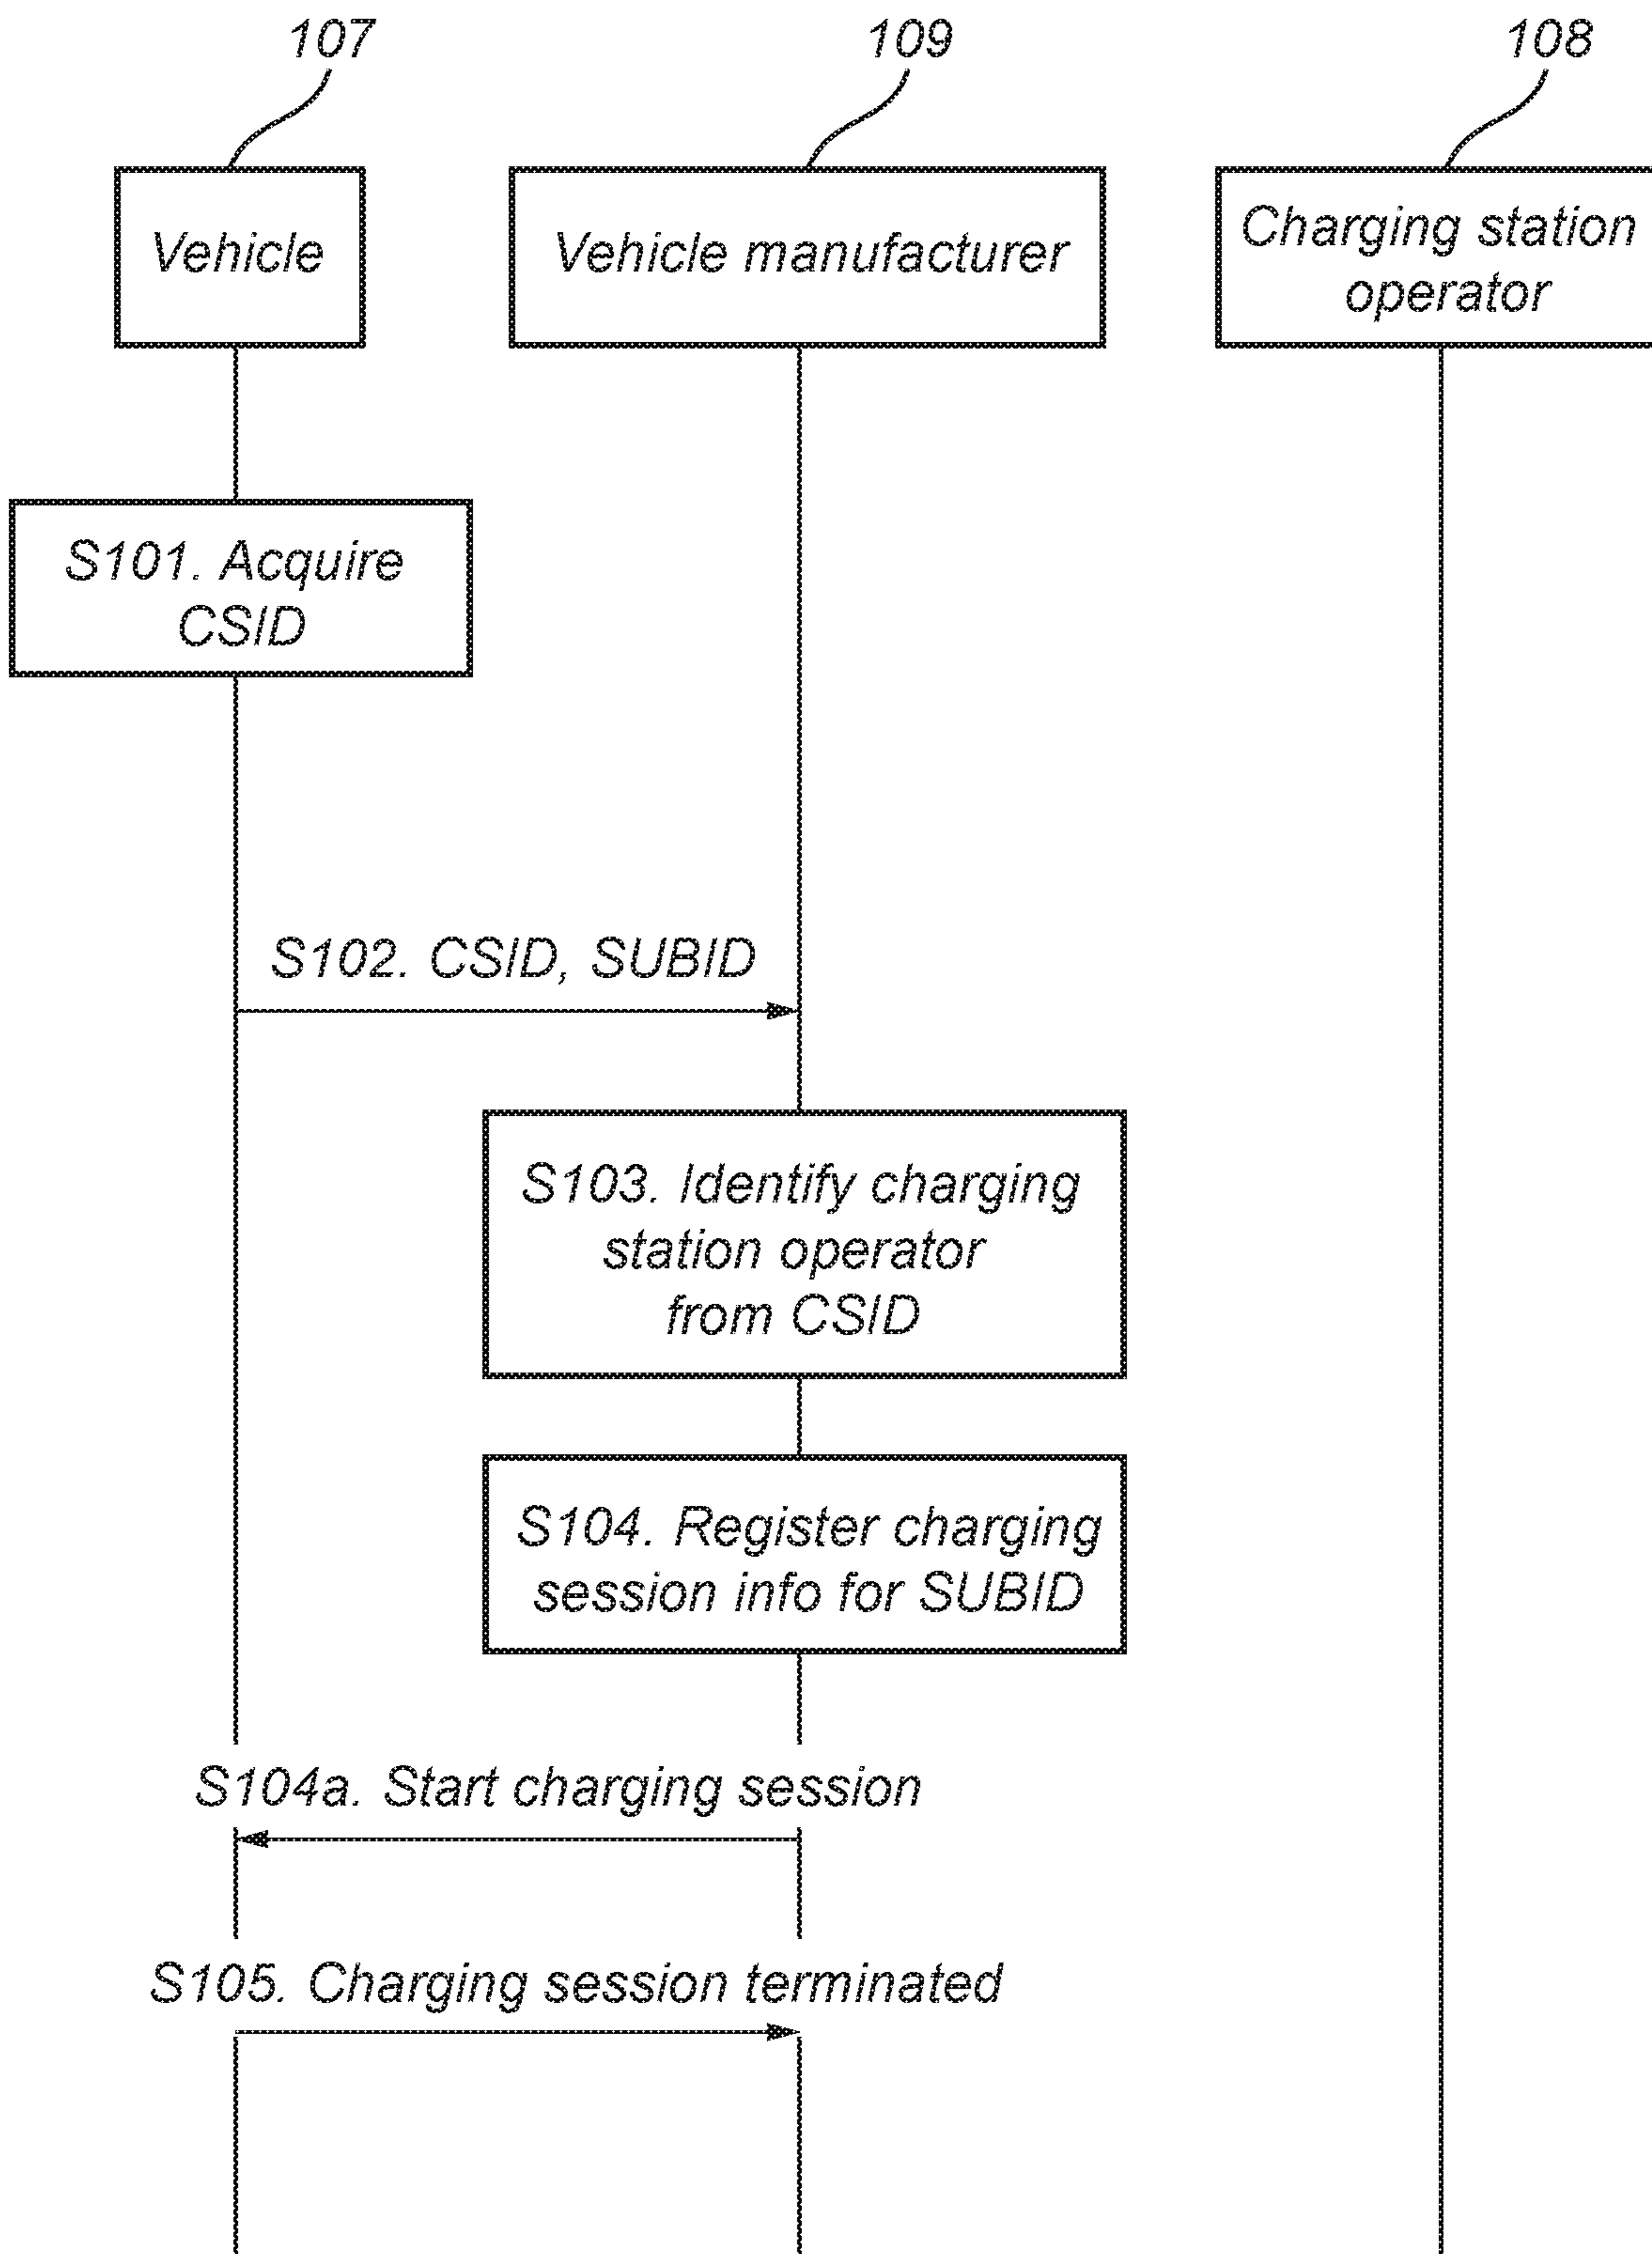 107
109
108
Vehicle
Vehicle manufacturer
Charging station
operator
S101. Acquire
CSID
S102. CSID, SUBID
S103. Identify charging
station operator
from CSID
S104. Register charging
session info for SUBID
S104a. Start charging session
S105. Charging session terminated